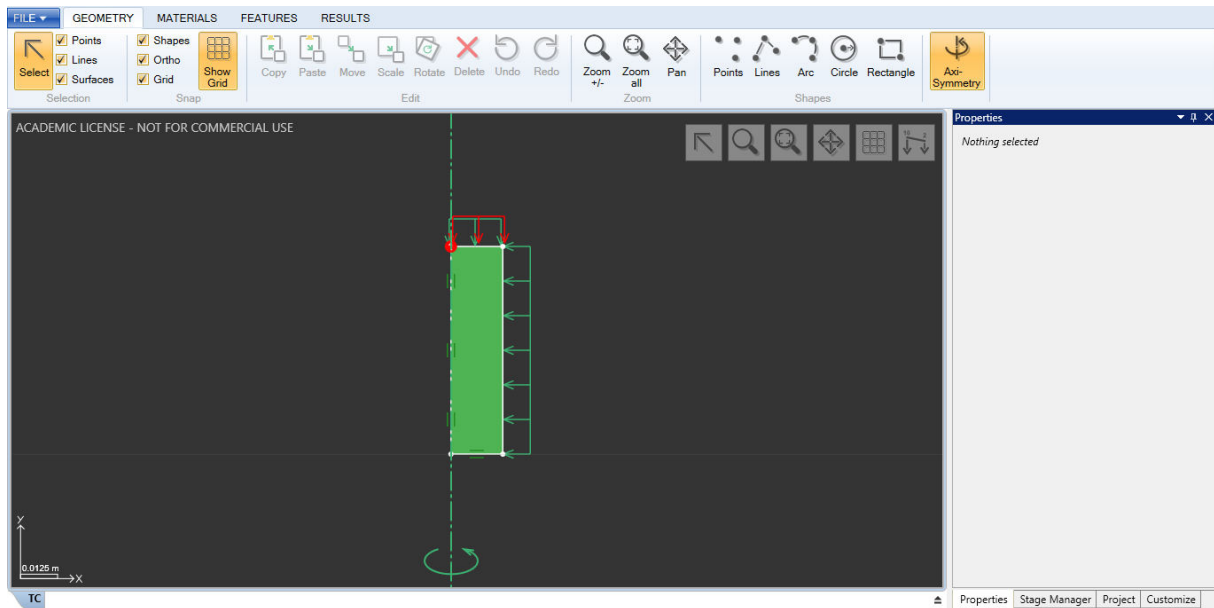 FILE GEOMETRY MATERIALS FEATURES RESULTS
Select
Points
Lines
Surfaces
Selection
Shapes
Ortho
Grid
Show
Grid
Snap
Copy Paste Move Scale Rotate Delete Undo Redo
Edit
Zoom
+/-
Zoom
all
Pan
Zoom
Points Lines Arc Circle Rectangle
Shapes
Axi-
Symmetry
ACADEMIC LICENSE - NOT FOR COMMERCIAL USE
Properties
Nothing selected
Y
0.0125 m
X
TC
Properties Stage Manager Project Customize